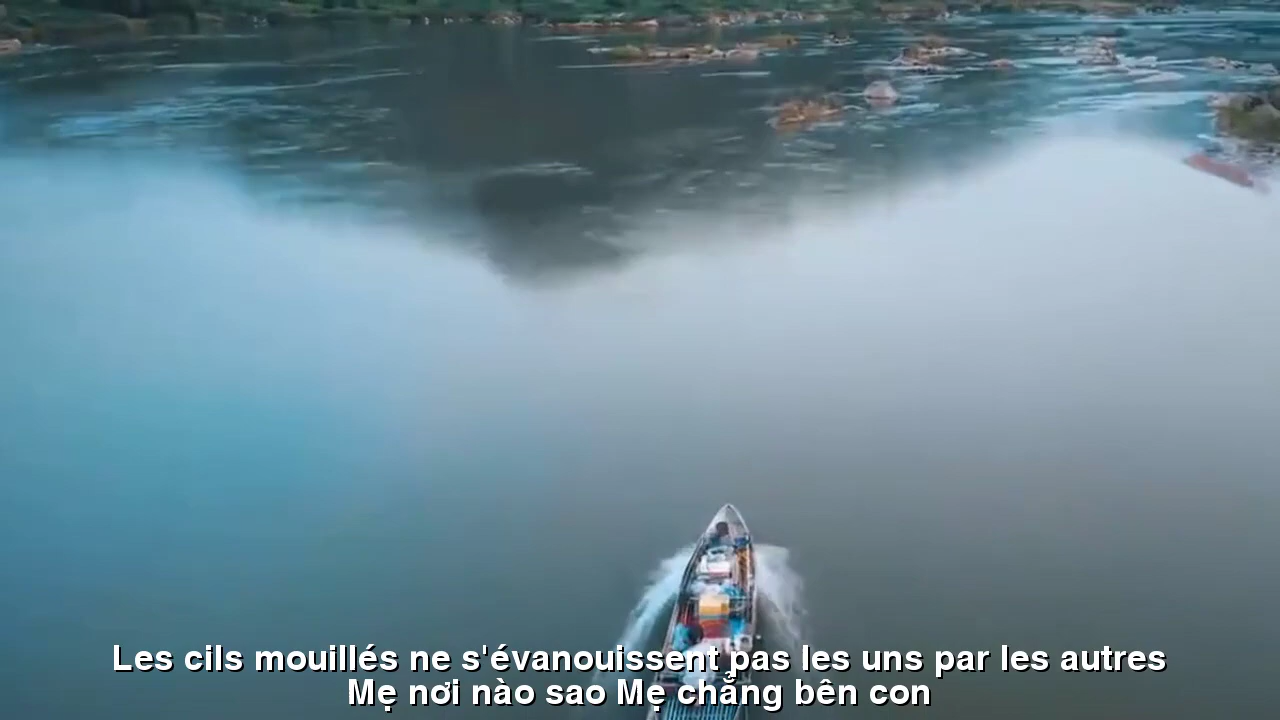 Les cils mouillés ne s'évanouissent pas les uns par les autres
Mẹ nơi nào sao Mẹ chẳng bên con